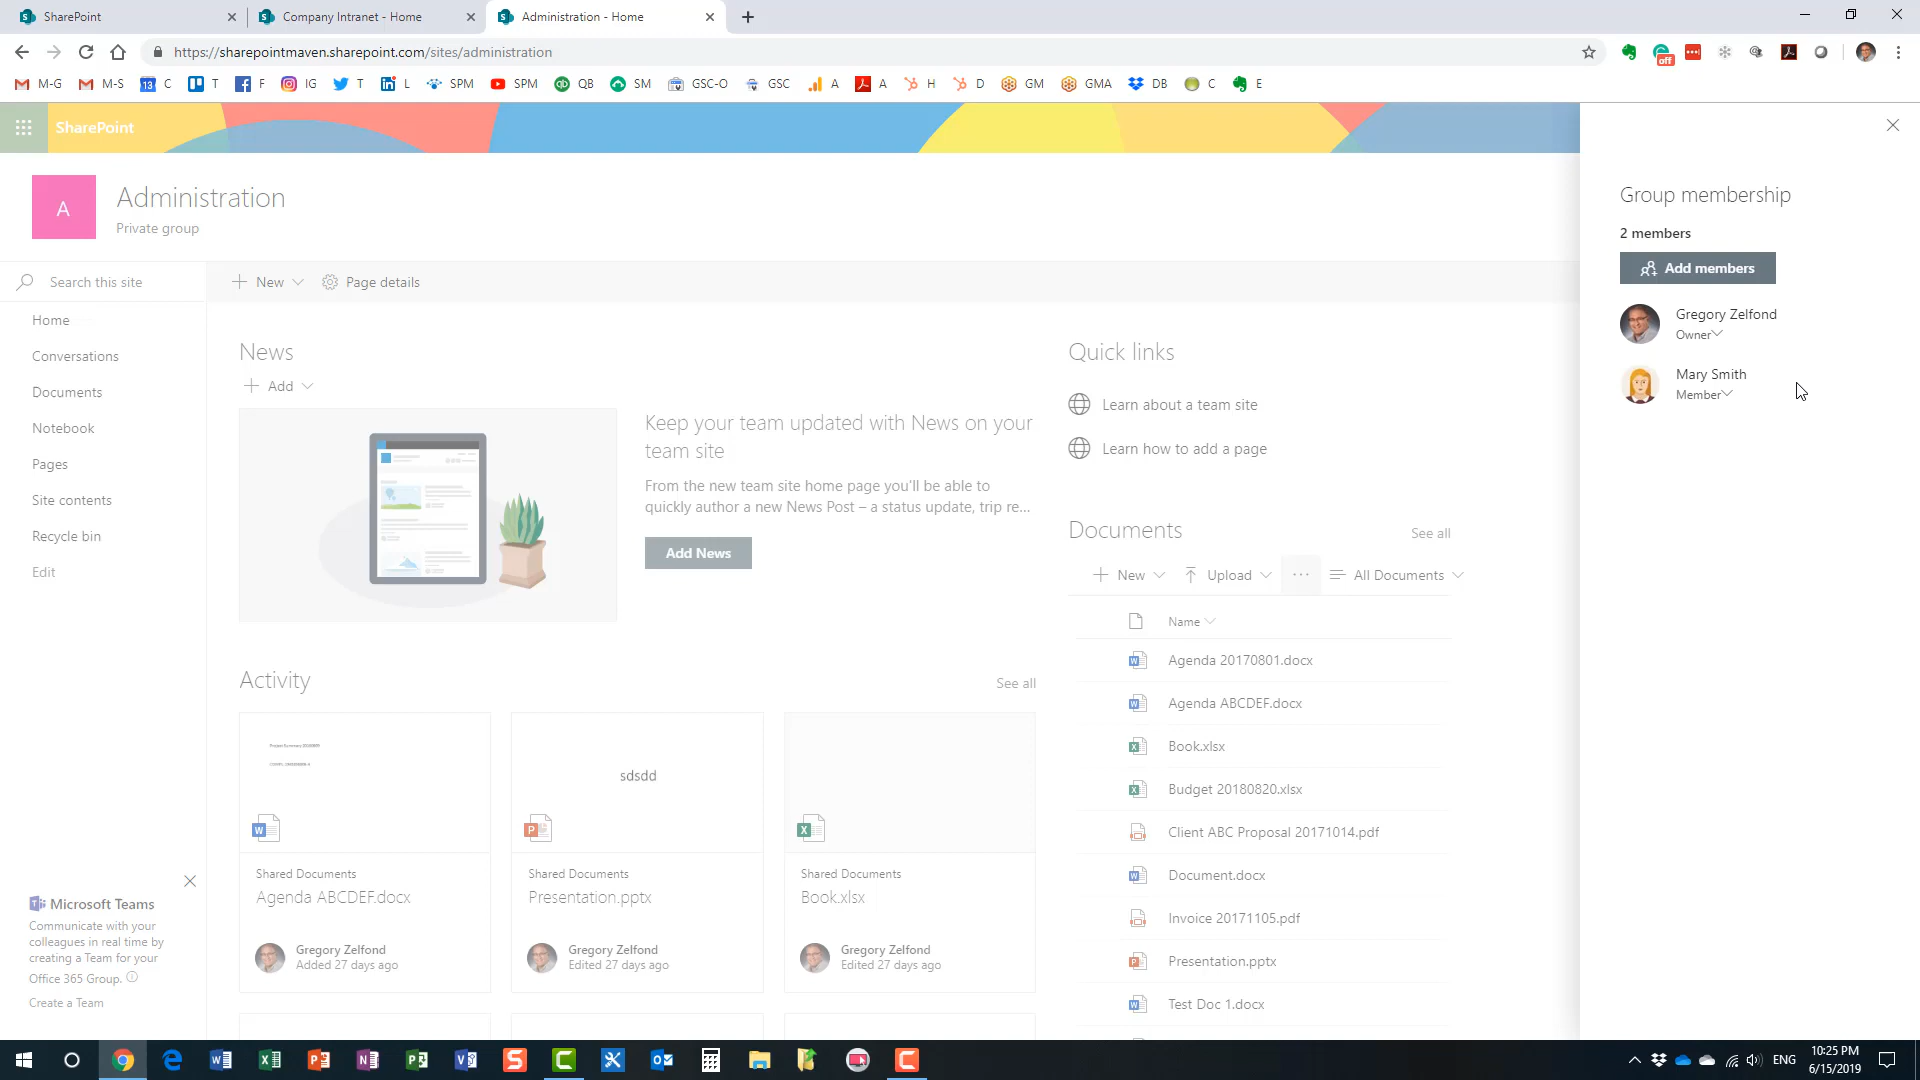 SharePoint
Company Intranet - Home
Administration - Home
https://sharepointmaven.sharepoint.com/sites/administration
off
M-G
M-S
13
C
T
F
IG
T
L
SPM
SPM
QB
SM
GSC-O
GSC
A
A
H
D
GM
GMA
DB
C
E
SharePoint
A
Administration
Private group
Group membership
2 members
Add members
Gregory Zelfond
Owner
Mary Smith
Member
Search this site
New
Page details
Home
Conversations
Documents
Notebook
Pages
Site contents
Recycle bin
Edit
News
Add
Keep your team updated with News on your
team site
From the new team site home page you'll be able to
quickly author a new News Post – a status update, trip re...
Add News
Quick links
Learn about a team site
Learn how to add a page
Documents
See all
New
Upload
All Documents
Name
Agenda 20170801.docx
Agenda ABCDEF.docx
Book.xlsx
Budget 20180820.xlsx
Client ABC Proposal 20171014.pdf
Document.docx
Invoice 20171105.pdf
Presentation.pptx
Test Doc 1.docx
Activity
See all
sdsdd
Shared Documents
Agenda ABCDEF.docx
Gregory Zelfond
Added 27 days ago
Shared Documents
Presentation.pptx
Gregory Zelfond
Edited 27 days ago
Shared Documents
Book.xlsx
Gregory Zelfond
Edited 27 days ago
Microsoft Teams
Communicate with your
colleagues in real time by
creating a Team for your
Office 365 Group.
Create a Team
ENG
10:25 PM
6/15/2019